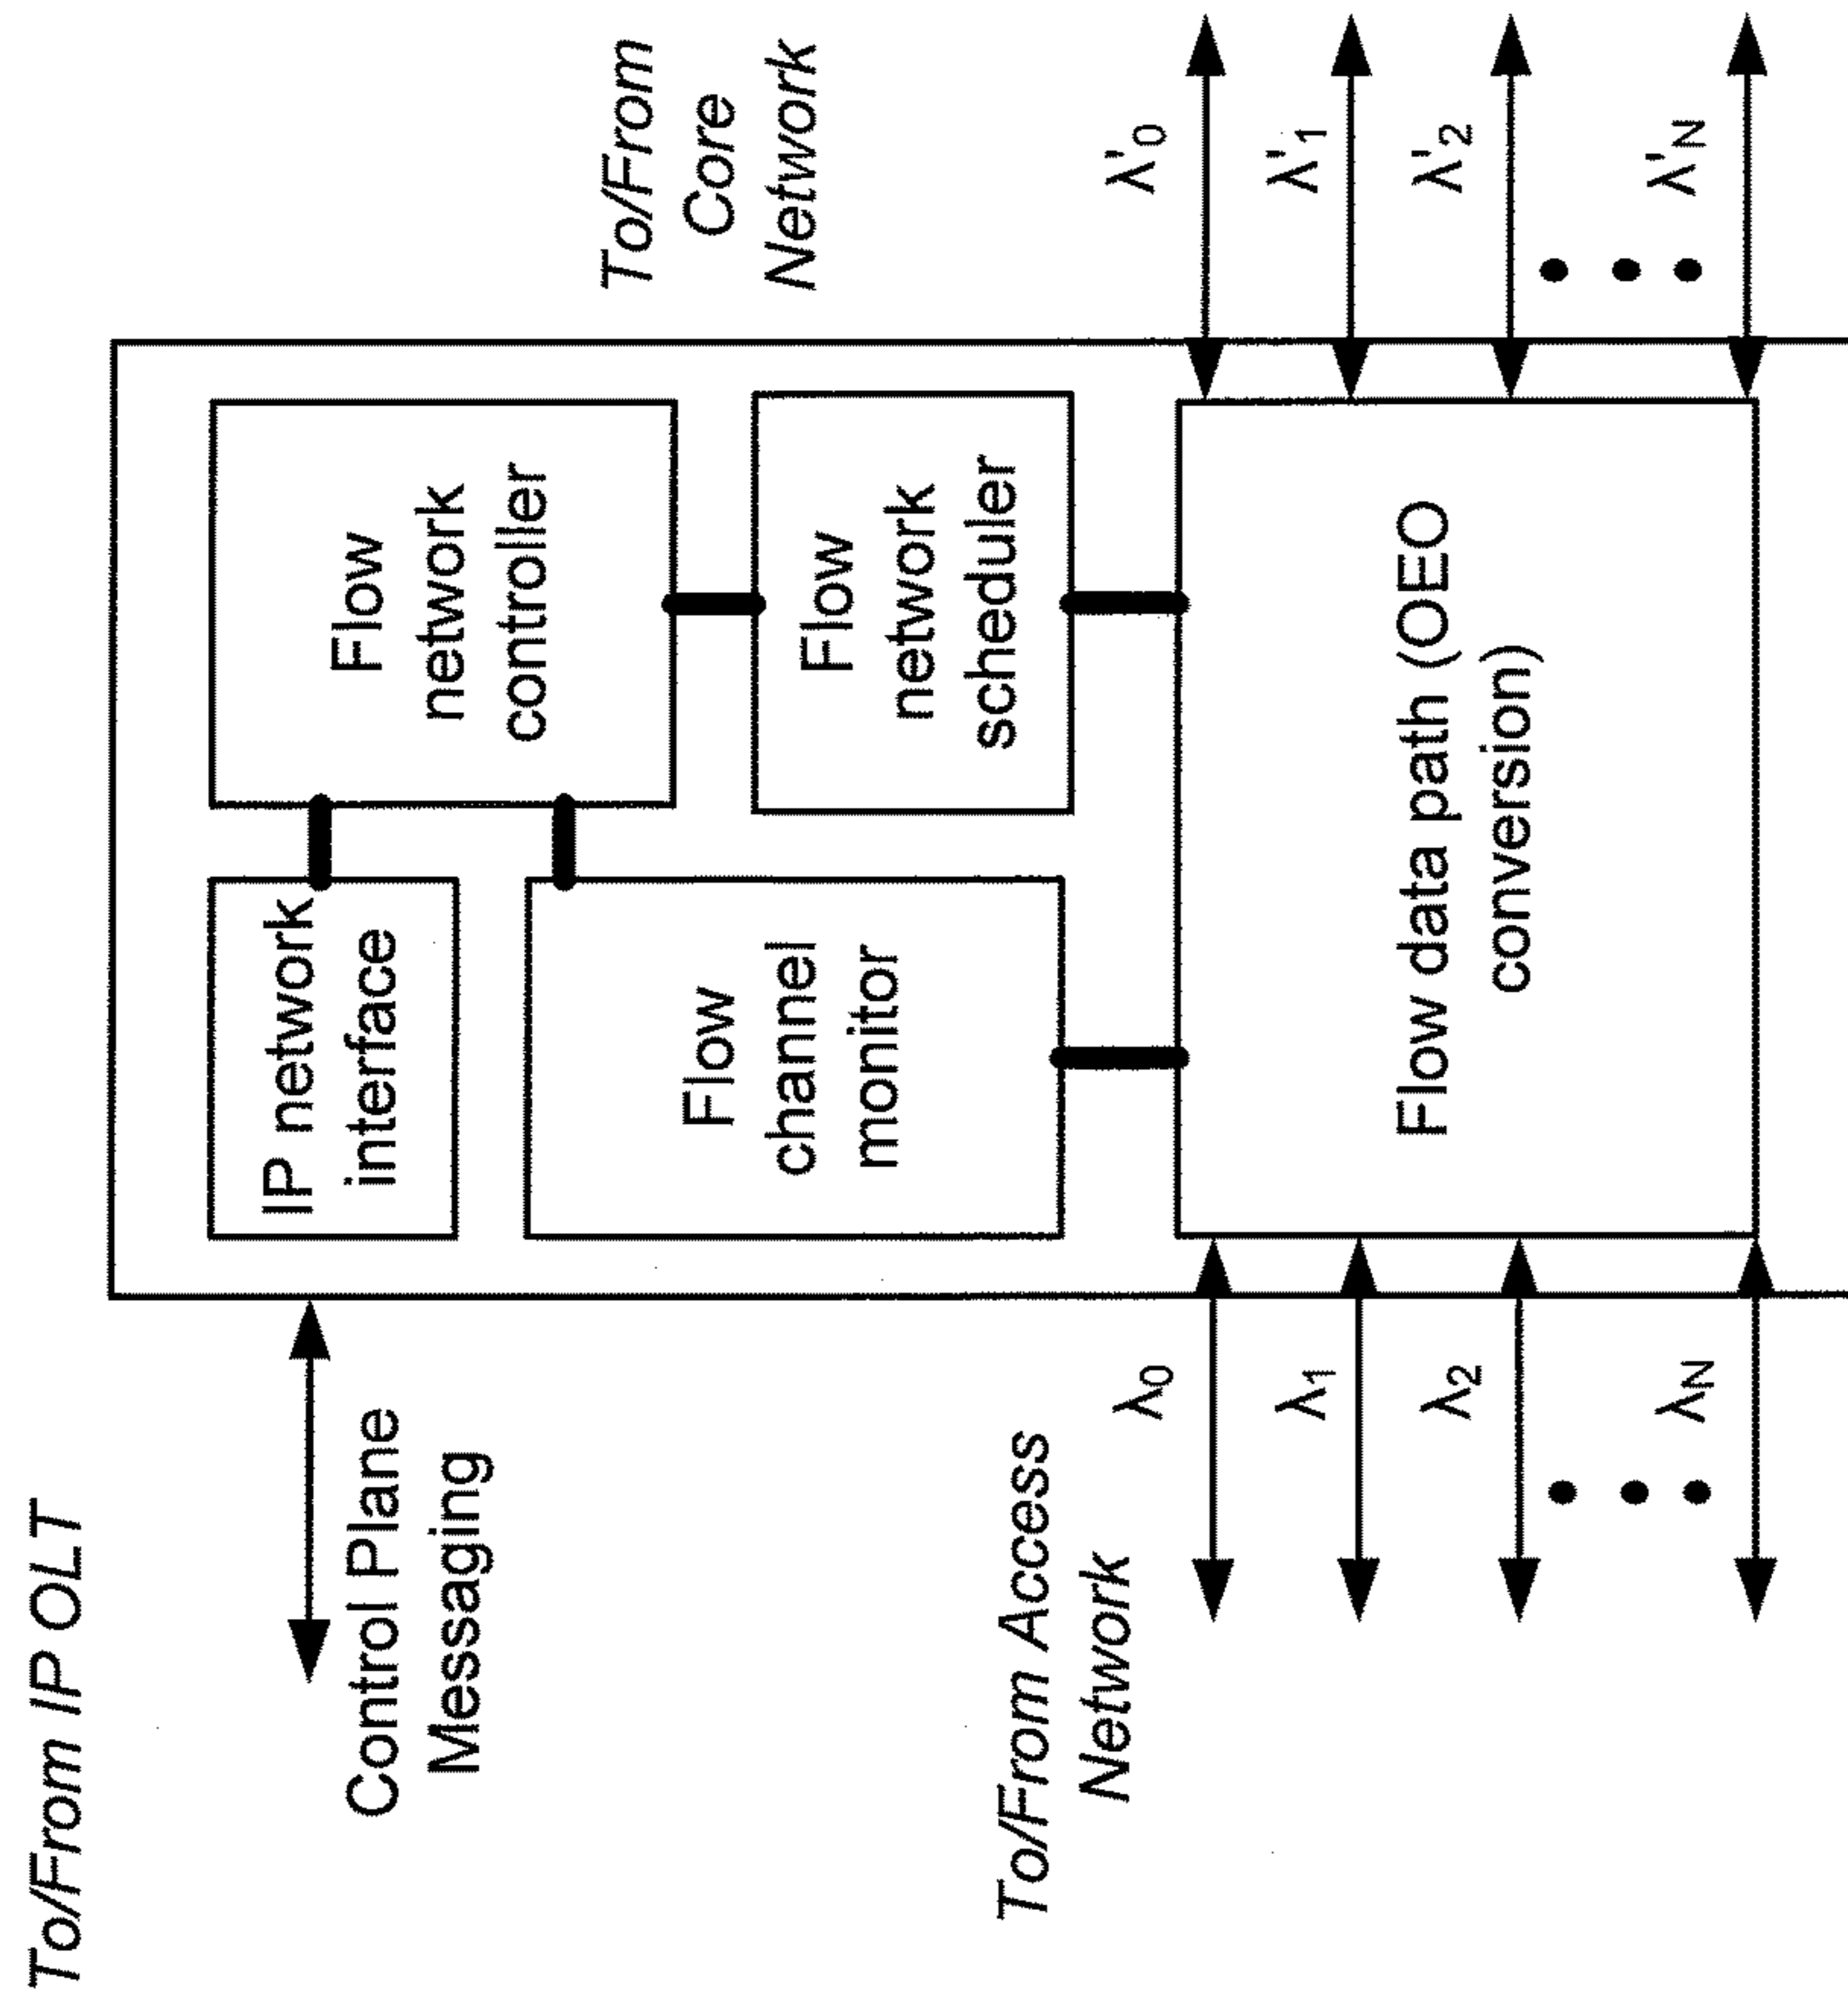 To/From IP OLT
Control Plane
Messaging
To/From Access
Network
λ0
λ1
λ2
λN
IP network
interface
Flow
channel
monitor
Flow
network
controller
Flow
network
scheduler
Flow data path (OEO
conversion)
To/From
Core
Network
λ'0
λ'1
λ'2
λ'N